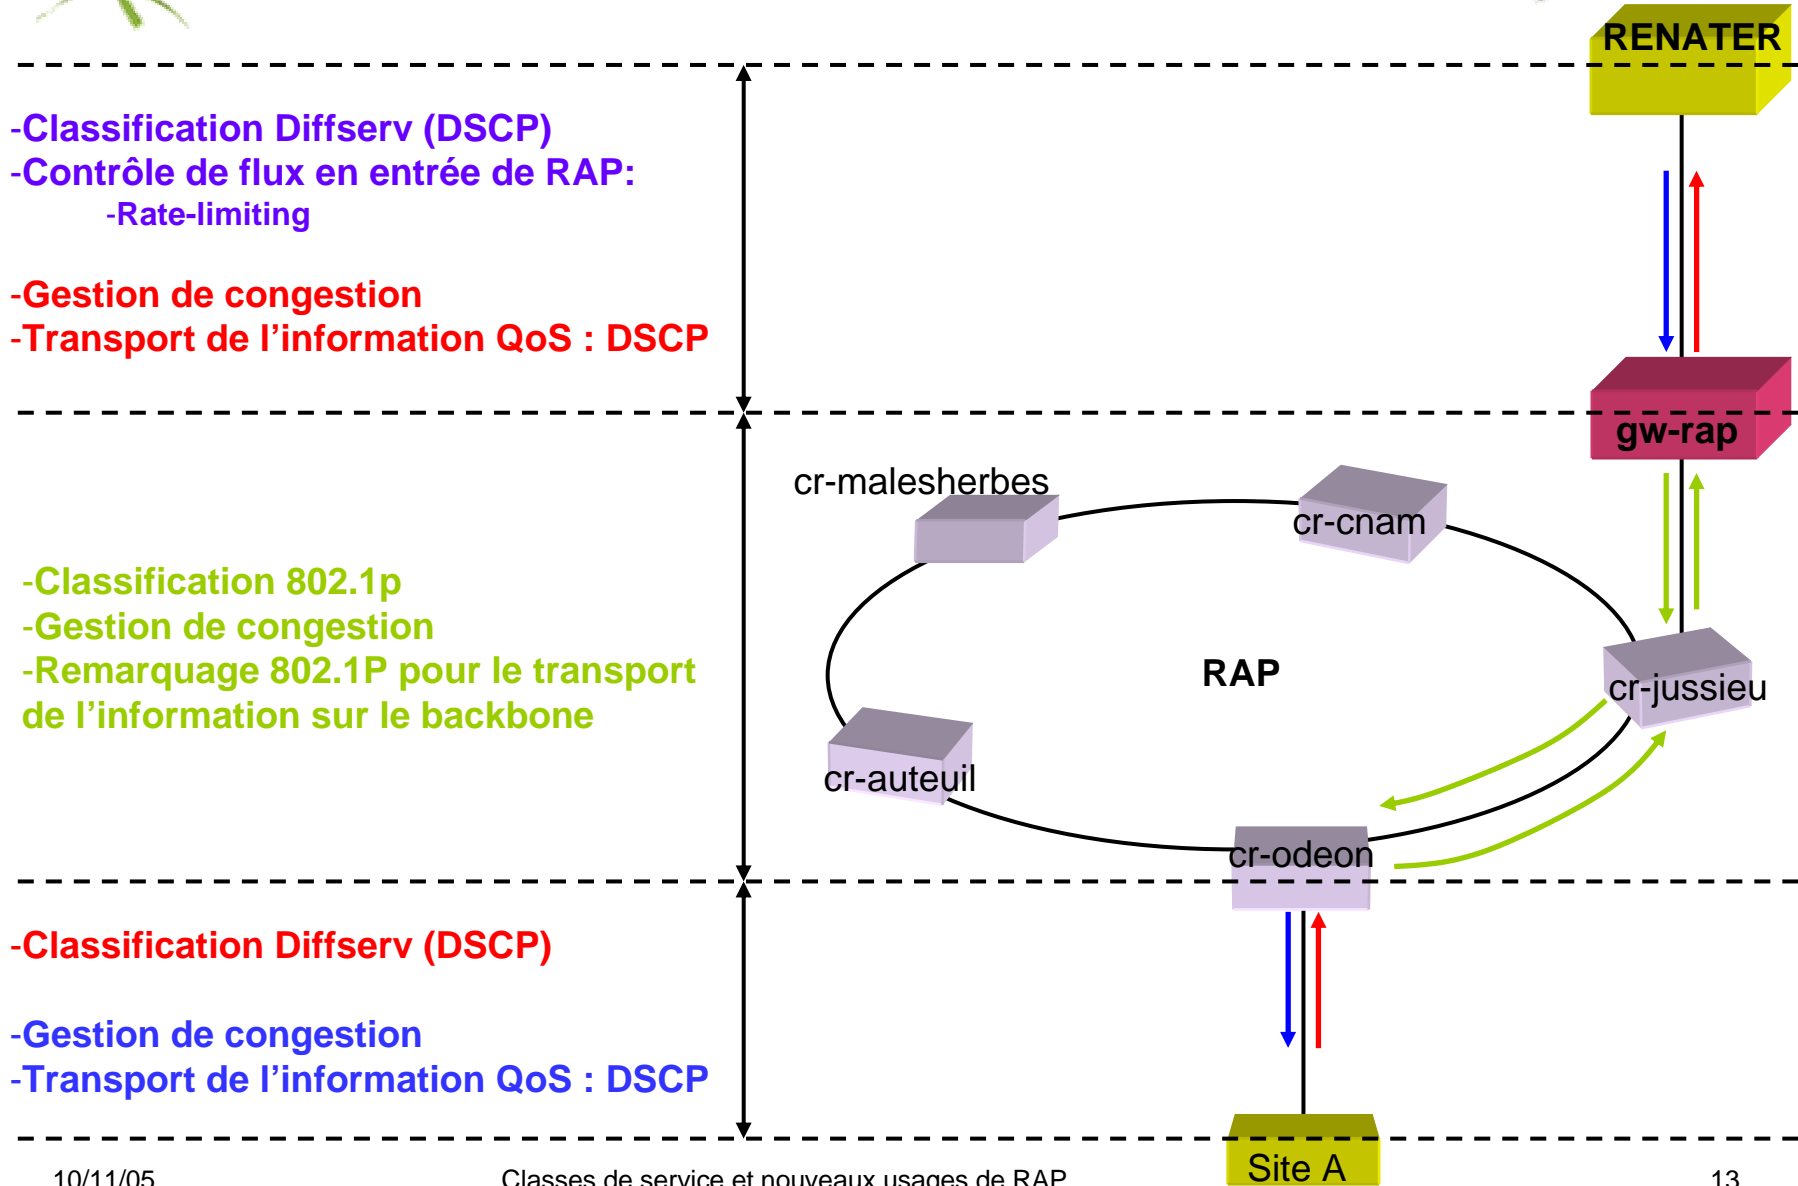 RENATER
-Classification Diffserv (DSCP)
-Contrôle de flux en entrée de RAP:
-Rate-limiting
-Gestion de congestion
-Transport de l’information QoS : DSCP
gw-rap
cr-malesherbes
cr-cnam
-Classification 802.1p
-Gestion de congestion
-Remarquage 802.1P pour le transport
de l’information sur le backbone
RAP
cr-jussieu
cr-auteuil
cr-odeon
-Classification Diffserv (DSCP)
-Gestion de congestion
-Transport de l’information QoS : DSCP
Site A
10/11/05
Classes de service et nouveaux usages de RAP
13